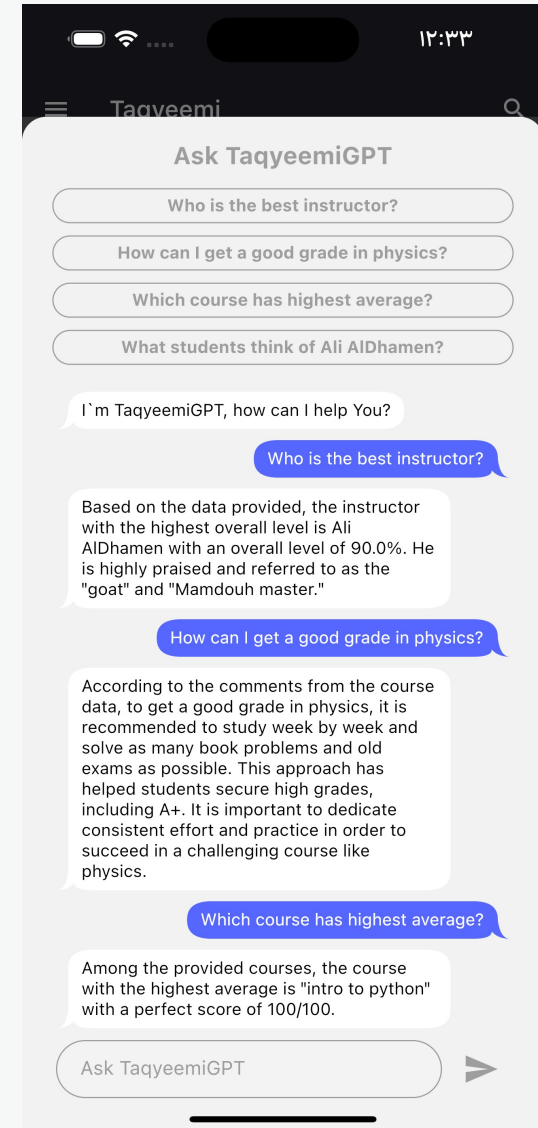 ١٢:٣٣
Taqyeemi
Ask TaqyeemiGPT
Who is the best instructor?
How can I get a good grade in physics?
Which course has highest average?
What students think of Ali AlDhamen?
I`m TaqyeemiGPT, how can I help You?
Who is the best instructor?
Based on the data provided, the instructor
with the highest overall level is Ali
AlDhamen with an overall level of 90.0%. He
is highly praised and referred to as the
"goat" and "Mamdouh master."
How can I get a good grade in physics?
According to the comments from the course
data, to get a good grade in physics, it is
recommended to study week by week and
solve as many book problems and old
exams as possible. This approach has
helped students secure high grades,
including A+. It is important to dedicate
consistent effort and practice in order to
succeed in a challenging course like
physics.
Which course has highest average?
Among the provided courses, the course
with the highest average is "intro to python"
with a perfect score of 100/100.
Ask TaqyeemiGPT